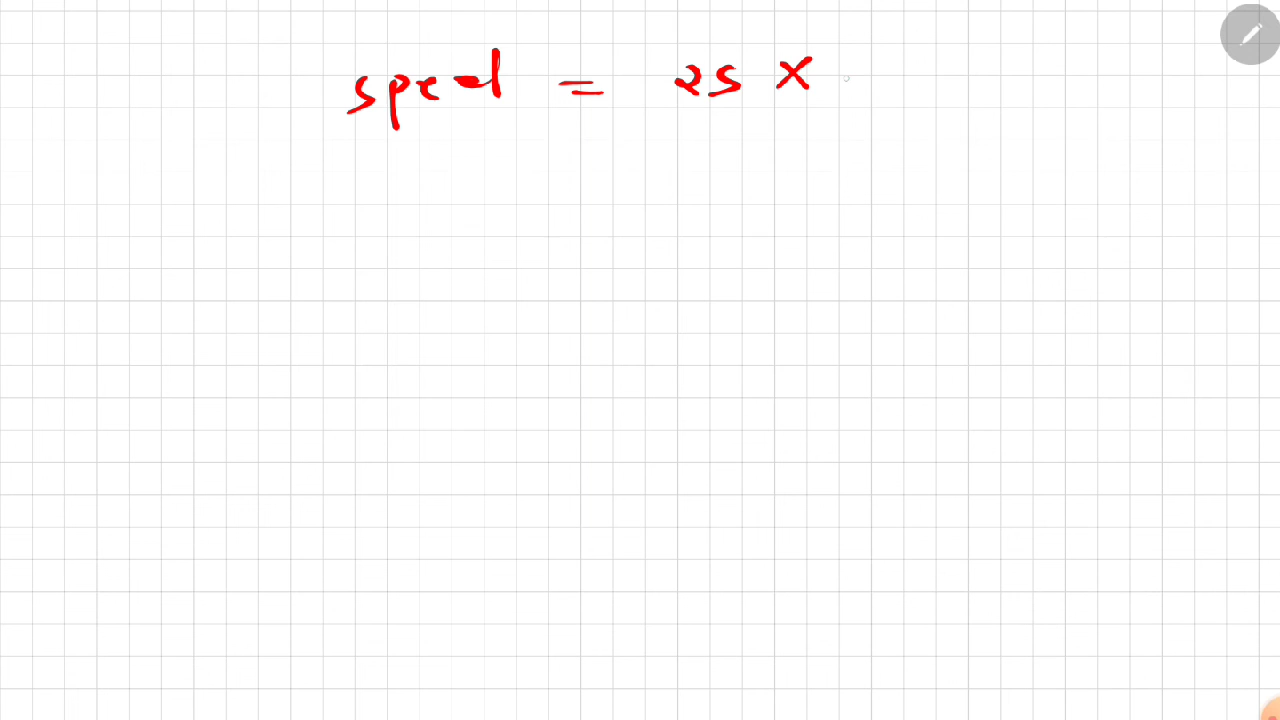 speed = 25 ×